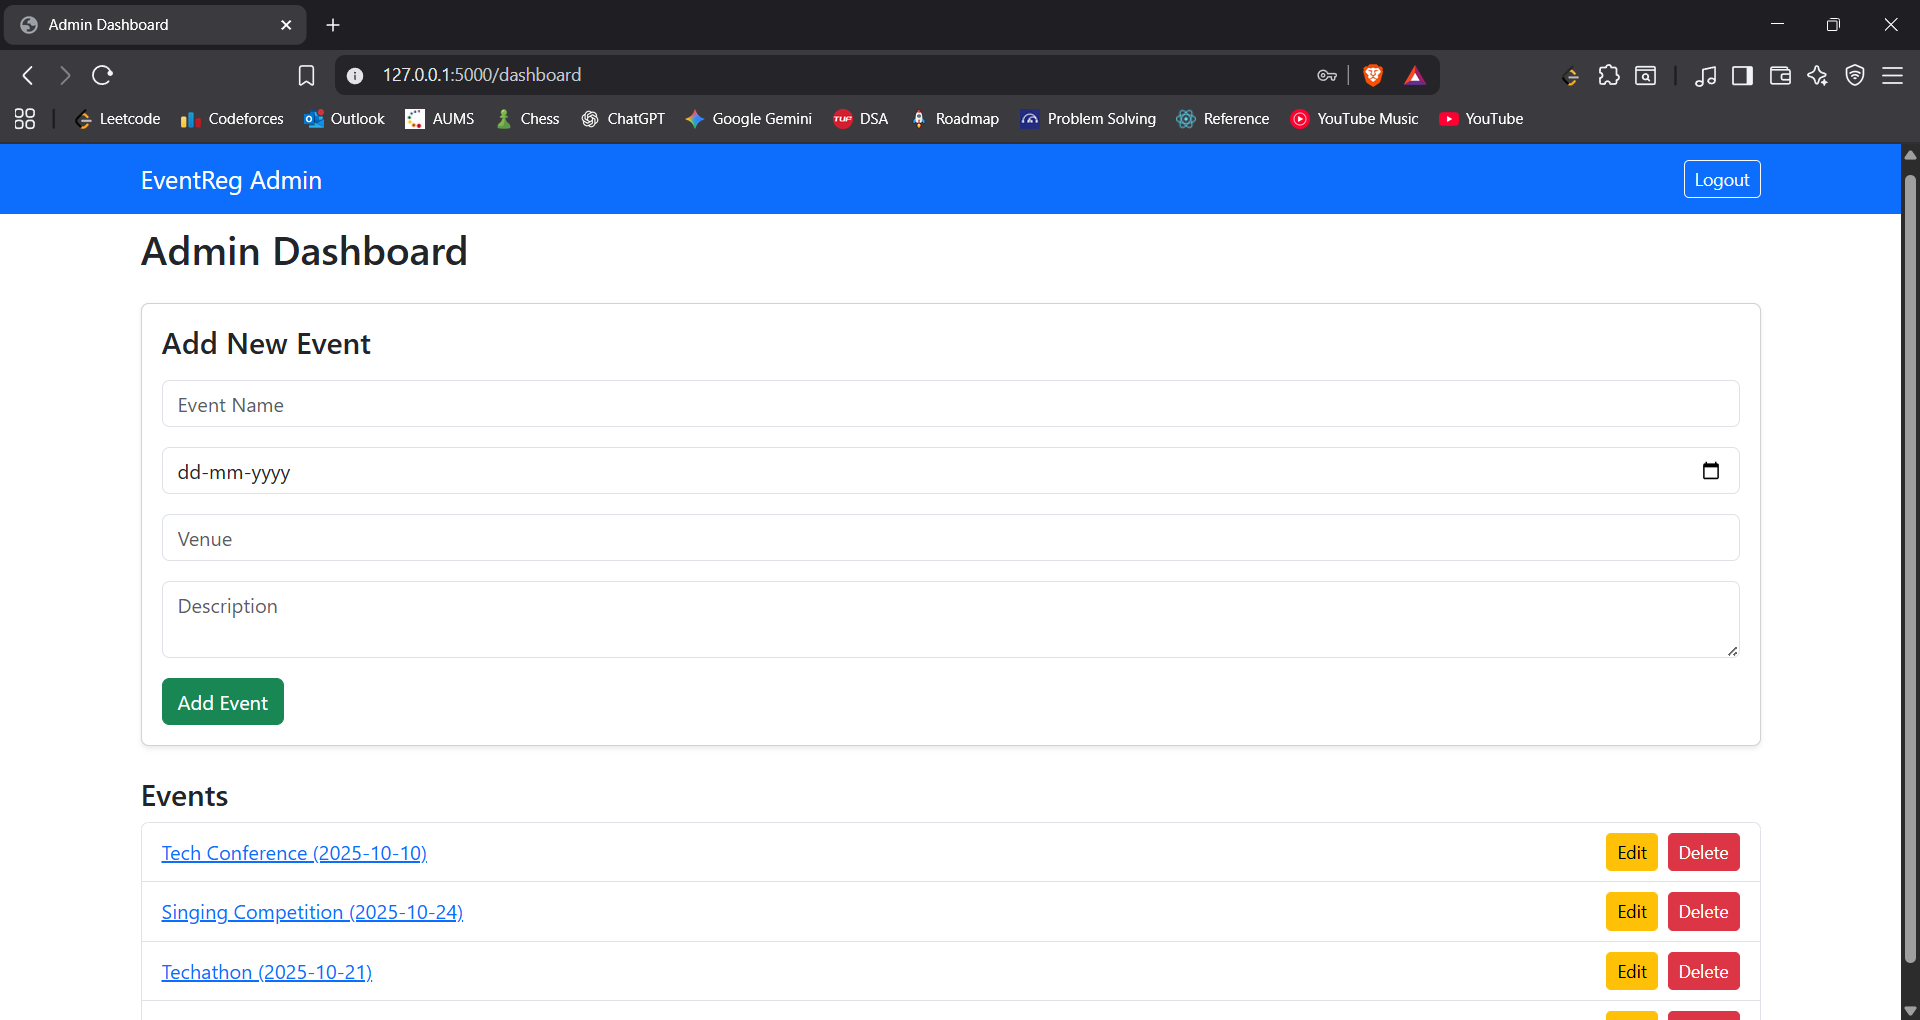 Admin Dashboard
127.0.0.1:5000/dashboard
Leetcode Codeforces Outlook AUMS Chess ChatGPT Google Gemini TUF DSA Roadmap Problem Solving Reference YouTube Music YouTube
EventReg Admin Logout
Admin Dashboard
Add New Event
Event Name
dd-mm-yyyy
Venue
Description
Add Event
Events
Tech Conference (2025-10-10) Edit Delete
Singing Competition (2025-10-24) Edit Delete
Techathon (2025-10-21) Edit Delete